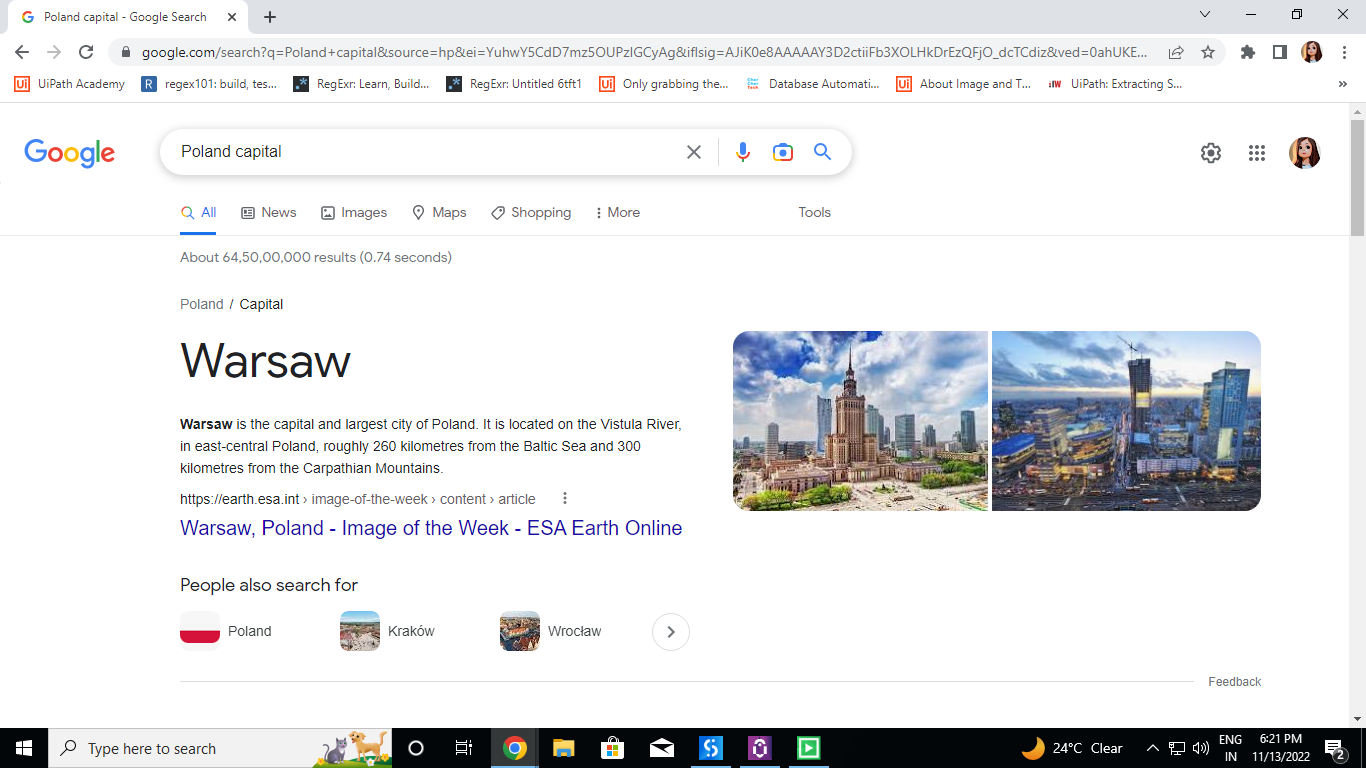 Poland capital - Google Search
google.com/search?q=Poland+capital&source=hp&ei=YuhwY5CdD7mz5OUPzIGCyAg&iflsig=AJiK0e8AAAAAY3D2ctiiFb3XOLHkDrEzQFjO_dcTCdiz&ved=0ahUKE...
Ui UiPath Academy R regex101: build, tes... .* RegExr: Learn, Build... .* RegExr: Untitled 6tft1 Ui Only grabbing the... Database Automati... Ui About Image and T... UiPath: Extracting S... »
Google Poland capital
All News Images Maps Shopping More Tools
About 64,50,00,000 results (0.74 seconds)
Poland / Capital
Warsaw
Warsaw is the capital and largest city of Poland. It is located on the Vistula River,
in east-central Poland, roughly 260 kilometres from the Baltic Sea and 300
kilometres from the Carpathian Mountains.
https://earth.esa.int › image-of-the-week › content › article
Warsaw, Poland - Image of the Week - ESA Earth Online
People also search for
Poland Kraków Wrocław
Feedback
Type here to search 24°C Clear ENG 6:21 PM
IN 11/13/2022 2